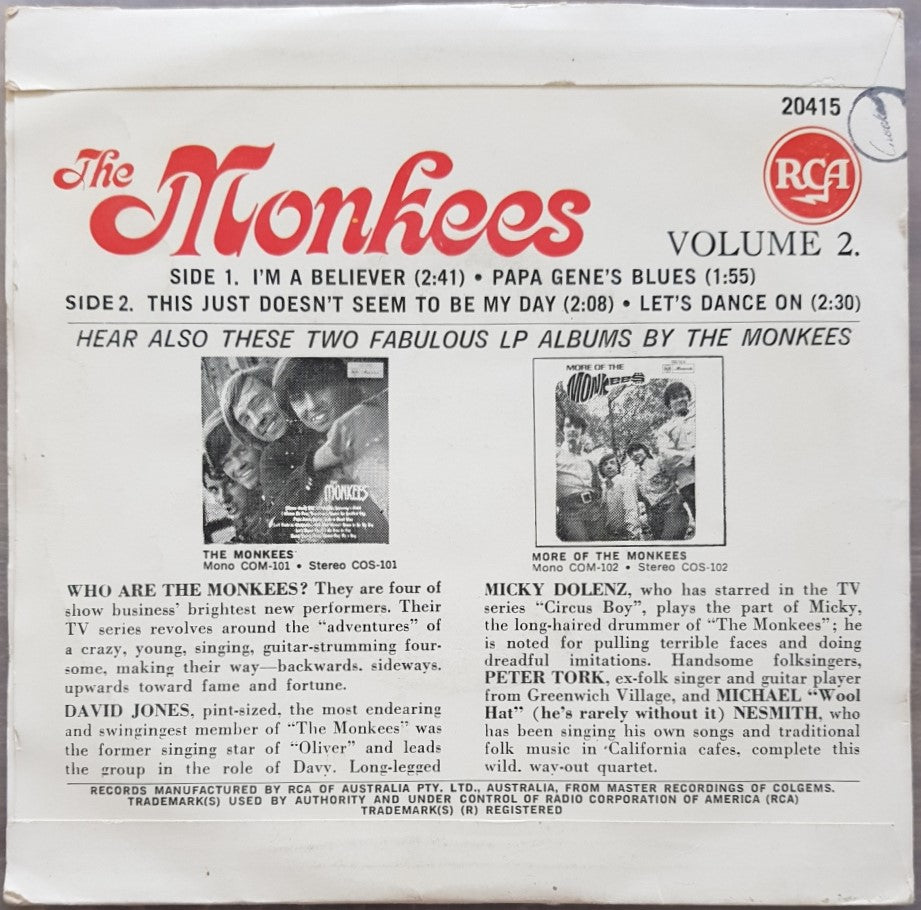 20415
RCA
The Monkees
VOLUME 2.
SIDE 1. I'M A BELIEVER (2:41) • PAPA GENE'S BLUES (1:55)
SIDE 2. THIS JUST DOESN'T SEEM TO BE MY DAY (2:08) • LET'S DANCE ON (2:30)
HEAR ALSO THESE TWO FABULOUS LP ALBUMS BY THE MONKEES
MONKEES
MORE OF THE
MONKEES
THE MONKEES
Mono COM-101 • Stereo COS-101
MORE OF THE MONKEES
Mono COM-102 • Stereo COS-102
WHO ARE THE MONKEES? They are four of
show business' brightest new performers. Their
TV series revolves around the "adventures" of
a crazy, young, singing, guitar-strumming four-
some, making their way—backwards, sideways,
upwards toward fame and fortune.
DAVID JONES, pint-sized, the most endearing
and swingingest member of "The Monkees" was
the former singing star of "Oliver" and leads
the group in the role of Davy. Long-legged
MICKY DOLENZ, who has starred in the TV
series "Circus Boy", plays the part of Micky,
the long-haired drummer of "The Monkees"; he
is noted for pulling terrible faces and doing
dreadful imitations. Handsome folksingers,
PETER TORK, ex-folk singer and guitar player
from Greenwich Village, and MICHAEL "Wool
Hat" (he's rarely without it) NESMITH, who
has been singing his own songs and traditional
folk music in California cafes, complete this
wild, way-out quartet.
RECORDS MANUFACTURED BY RCA OF AUSTRALIA PTY. LTD., AUSTRALIA, FROM MASTER RECORDINGS OF COLGEMS.
TRADEMARK(S) USED BY AUTHORITY AND UNDER CONTROL OF RADIO CORPORATION OF AMERICA (RCA)
TRADEMARK(S) (R) REGISTERED